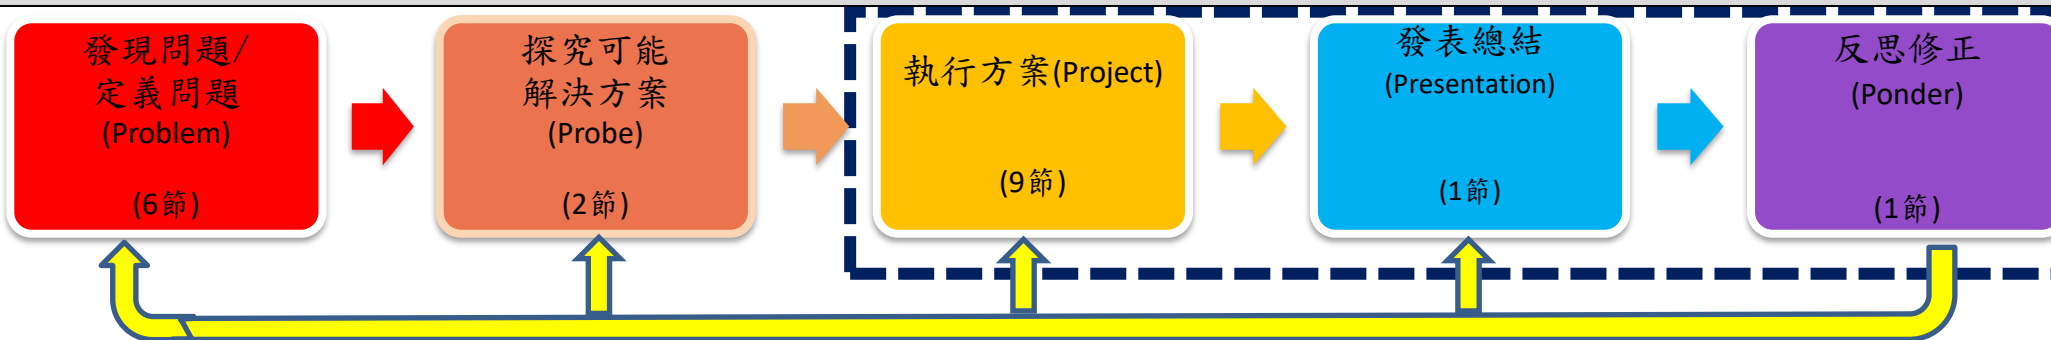 發現問題/
定義問題
(Problem)
(6節)
探究可能
解決方案
(Probe)
(2節)
執行方案(Project)
(9節)
發表總結
(Presentation)
(1節)
反思修正
(Ponder)
(1節)